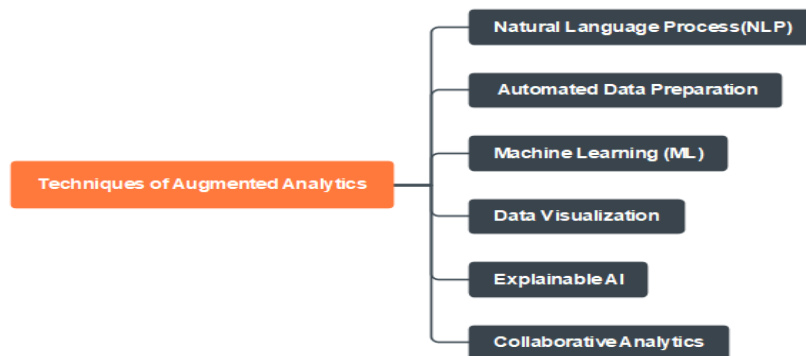 Techniques of Augmented Analytics
Natural Language Process(NLP)
Automated Data Preparation
Machine Learning (ML)
Data Visualization
Explainable AI
Collaborative Analytics